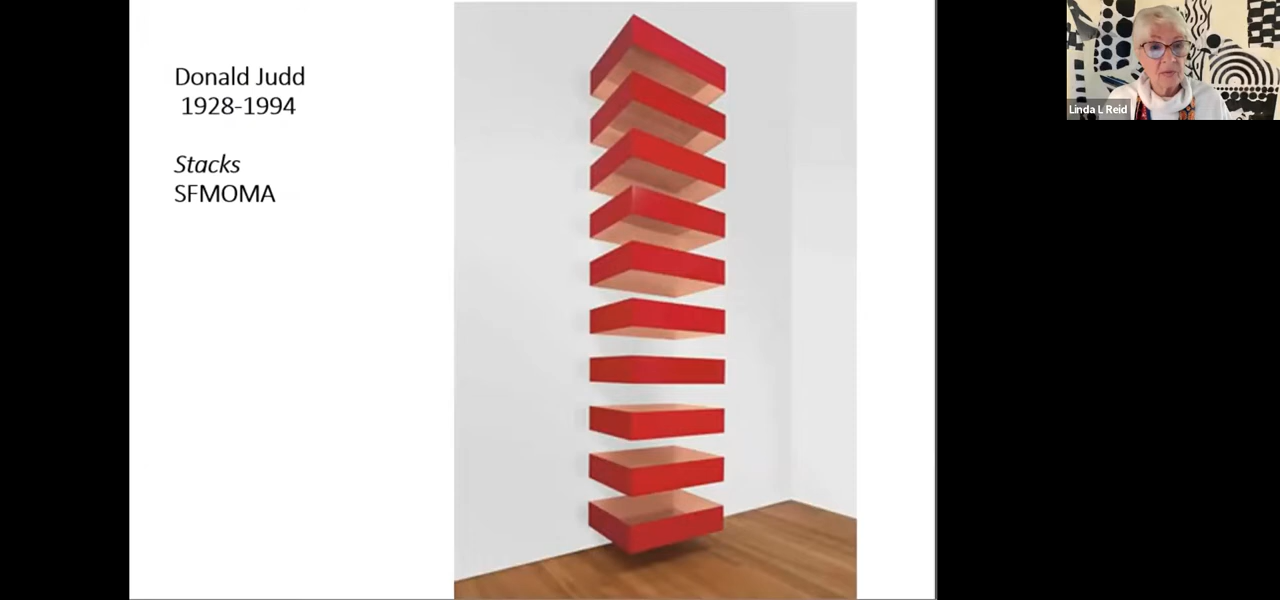 Donald Judd
1928-1994
Stacks
SFMOMA
Linda L Reid